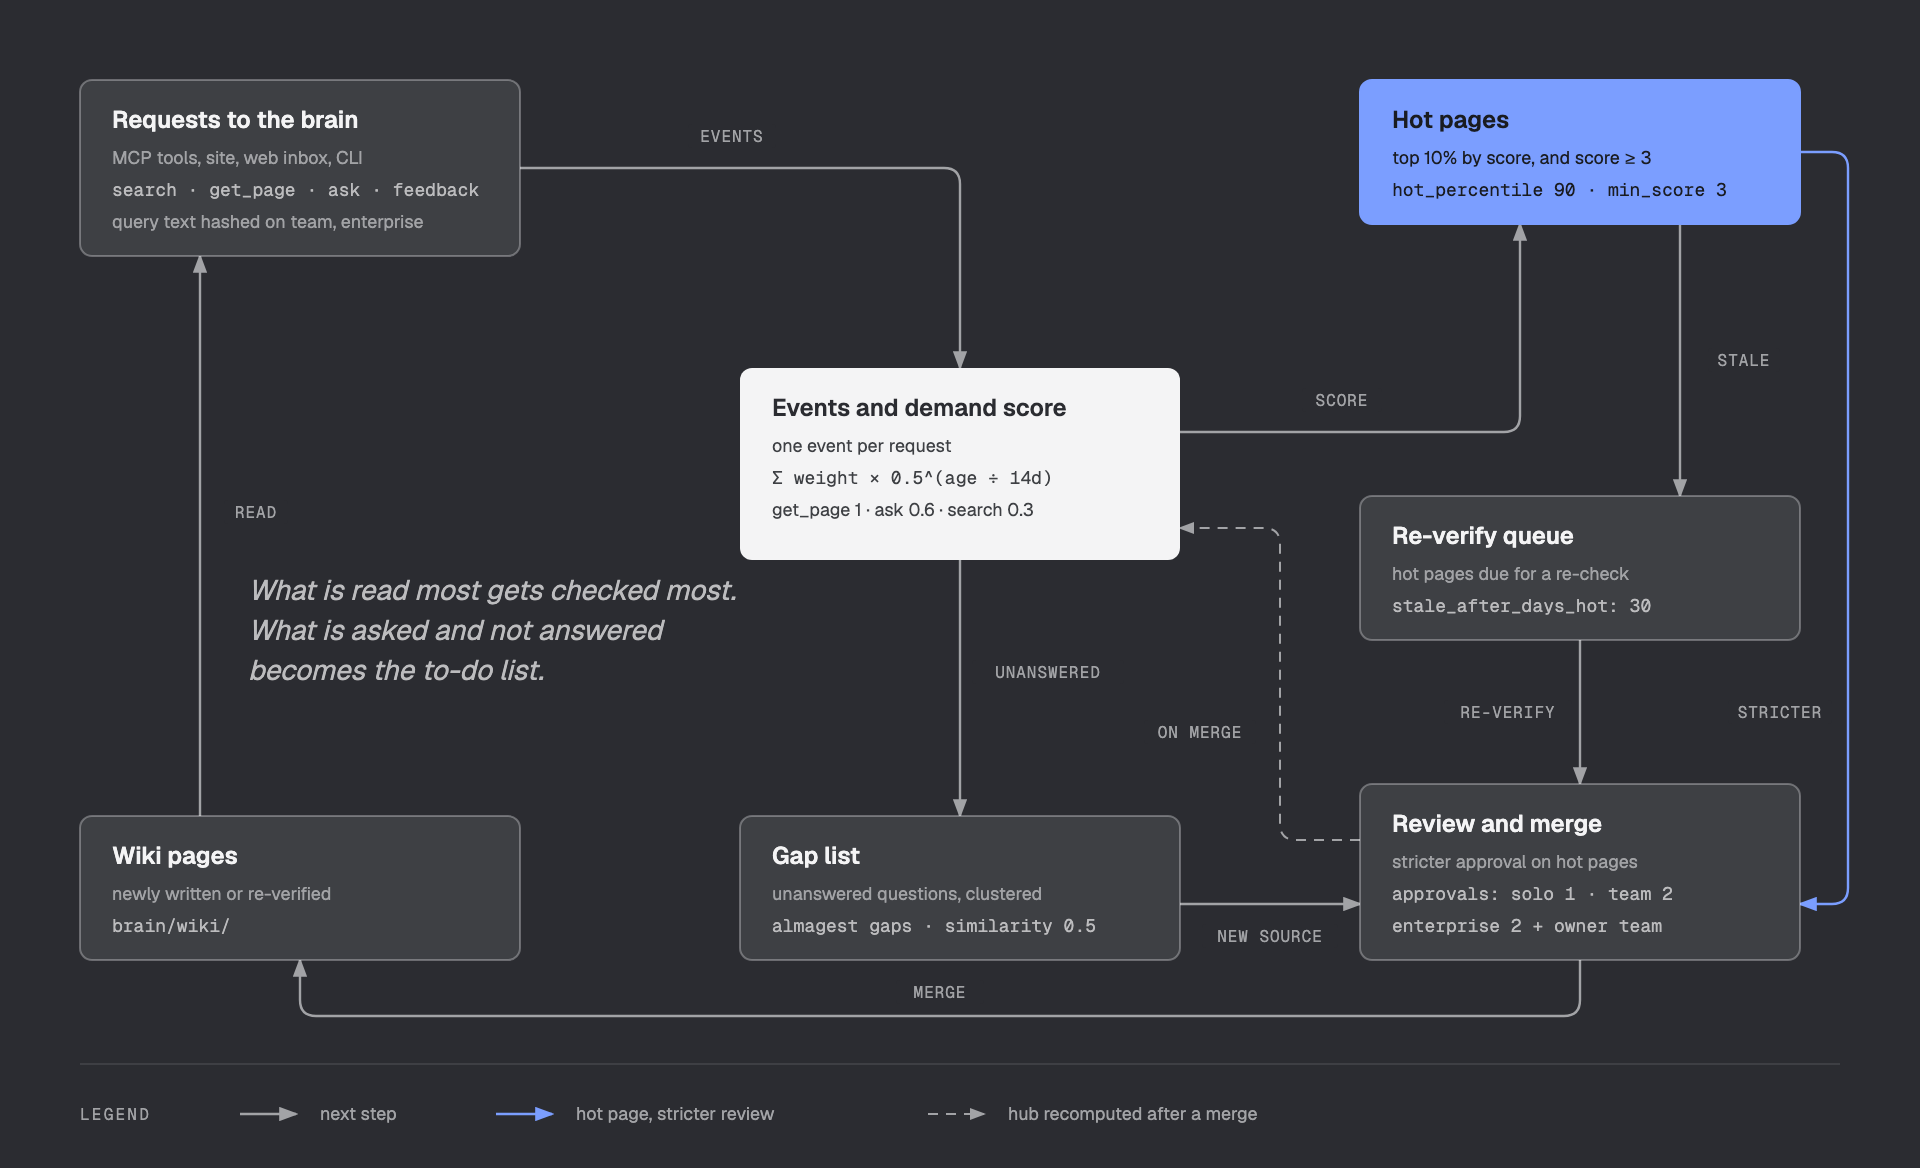 Requests to the brain
MCP tools, site, web inbox, CLI
search · get_page · ask · feedback
query text hashed on team, enterprise
EVENTS
Hot pages
top 10% by score, and score ≥ 3
hot_percentile 90 · min_score 3
STALE
SCORE
Events and demand score
one event per request
Σ weight × 0.5^(age ÷ 14d)
get_page 1 · ask 0.6 · search 0.3
READ
What is read most gets checked most.
What is asked and not answered
becomes the to-do list.
Re-verify queue
hot pages due for a re-check
stale_after_days_hot: 30
UNANSWERED
ON MERGE
RE-VERIFY
STRICTER
Wiki pages
newly written or re-verified
brain/wiki/
Gap list
unanswered questions, clustered
almagest gaps · similarity 0.5
NEW SOURCE
Review and merge
stricter approval on hot pages
approvals: solo 1 · team 2
enterprise 2 + owner team
MERGE
LEGEND
next step
hot page, stricter review
hub recomputed after a merge